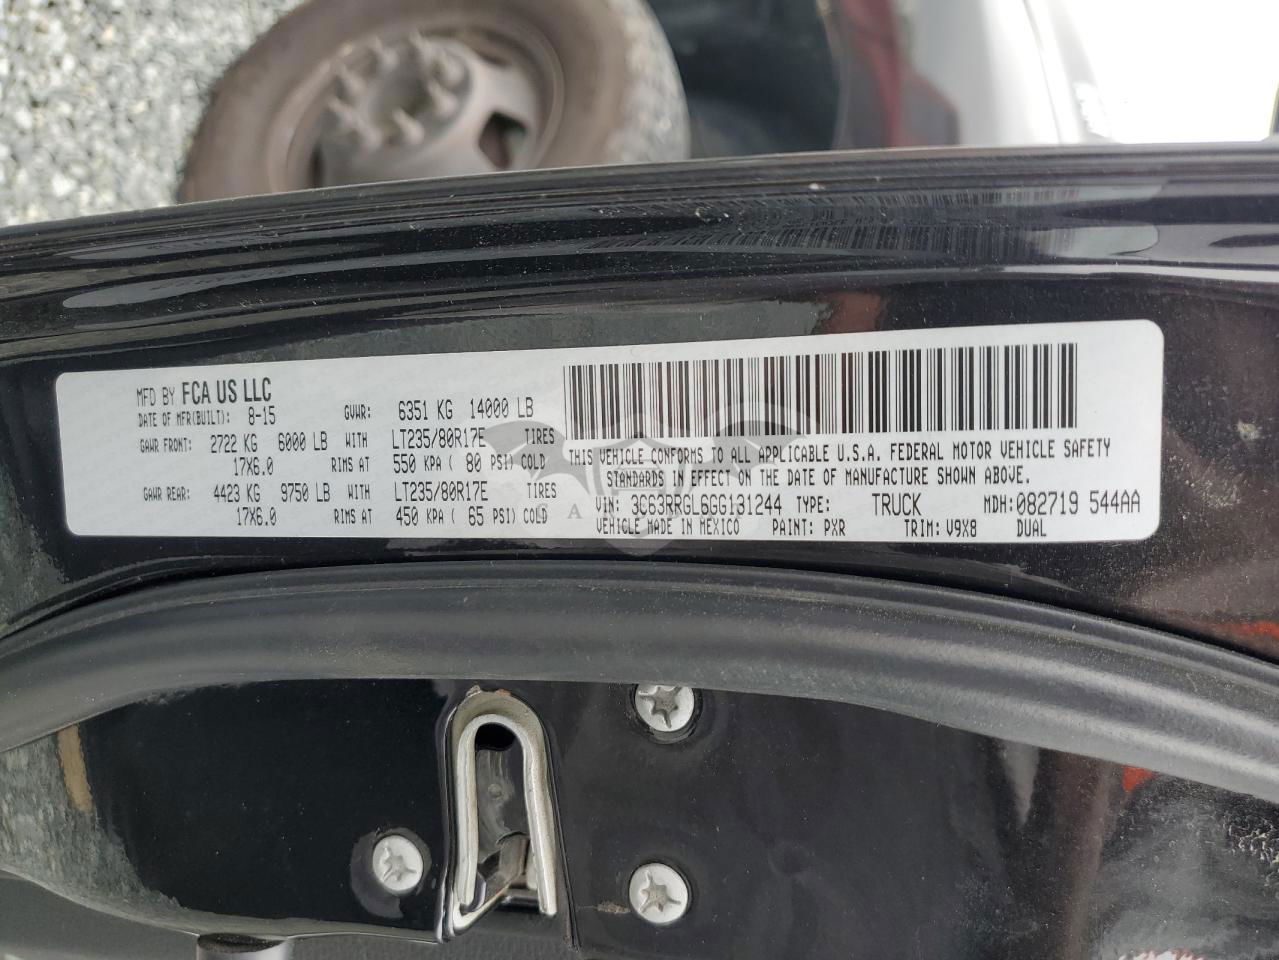 MFD BY FCA US LLC
DATE OF MFR(BUILT): 8-15 GVWR: 6351 KG 14000 LB
GAWR FRONT: 2722 KG 6000 LB WITH LT235/80R17E TIRES
17X6.0 RIMS AT 550 KPA ( 80 PSI) COLD
GAWR REAR: 4423 KG 9750 LB WITH LT235/80R17E TIRES
17X6.0 RIMS AT 450 KPA ( 65 PSI) COLD
THIS VEHICLE CONFORMS TO ALL APPLICABLE U.S.A. FEDERAL MOTOR VEHICLE SAFETY
STANDARDS IN EFFECT ON THE DATE OF MANUFACTURE SHOWN ABOVE.
VIN: 3C63RRGL6GG131244 TYPE: TRUCK MDH: 082719 544AA
VEHICLE MADE IN MEXICO PAINT: PXR TRIM: V9X8 DUAL